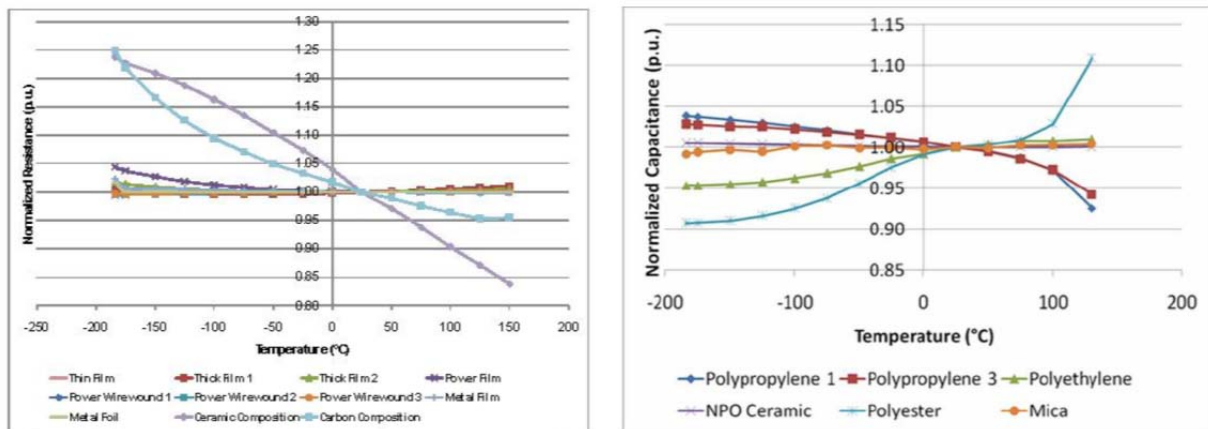 Normalized Resistance (p.u.)
1.30
1.25
1.20
1.15
1.10
1.05
1.00
0.95
0.90
0.85
0.80
-250
-200
-150
-100
-50
0
50
100
150
200
Temperature (°C)
Thin Film
Thick Film 1
Thick Film 2
Power Film
Power Wirewound 1
Power Wirewound 2
Power Wirewound 3
Metal Film
Metal Foil
Ceramic Composition
Carbon Composition
Normalized Capacitance (p.u.)
1.15
1.10
1.05
1.00
0.95
0.90
0.85
-200
-100
0
100
200
Temperature (°C)
Polypropylene 1
Polypropylene 3
Polyethylene
NPO Ceramic
Polyester
Mica